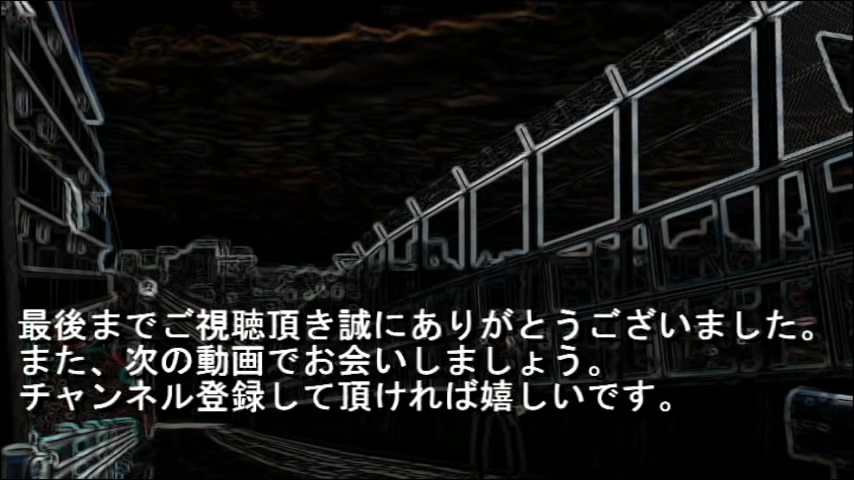 最後までご視聴頂き誠にありがとうございました。
また、次の動画でお会いしましょう。
チャンネル登録して頂ければ嬉しいです。